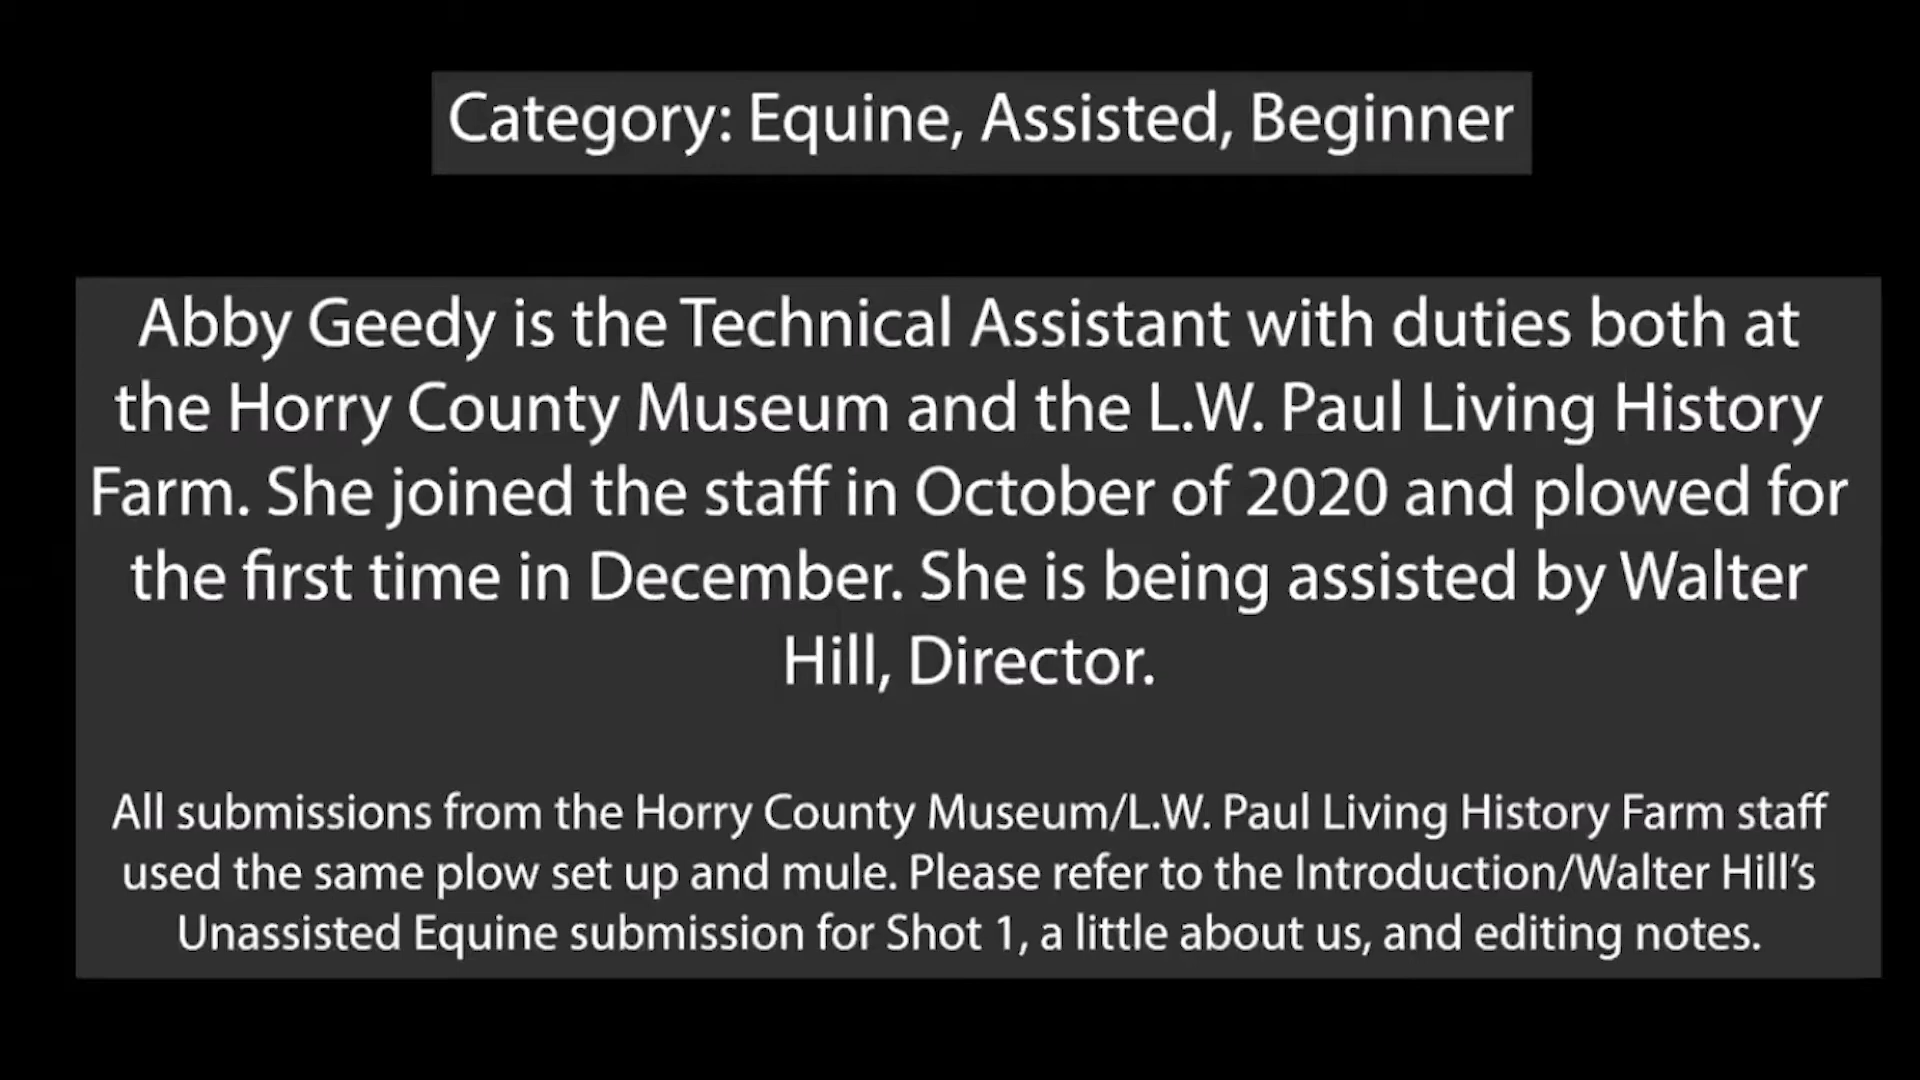 Category: Equine, Assisted, Beginner
Abby Geedy is the Technical Assistant with duties both at
the Horry County Museum and the L.W. Paul Living History
Farm. She joined the staff in October of 2020 and plowed for
the first time in December. She is being assisted by Walter
Hill, Director.
All submissions from the Horry County Museum/L.W. Paul Living History Farm staff
used the same plow set up and mule. Please refer to the Introduction/Walter Hill’s
Unassisted Equine submission for Shot 1, a little about us, and editing notes.